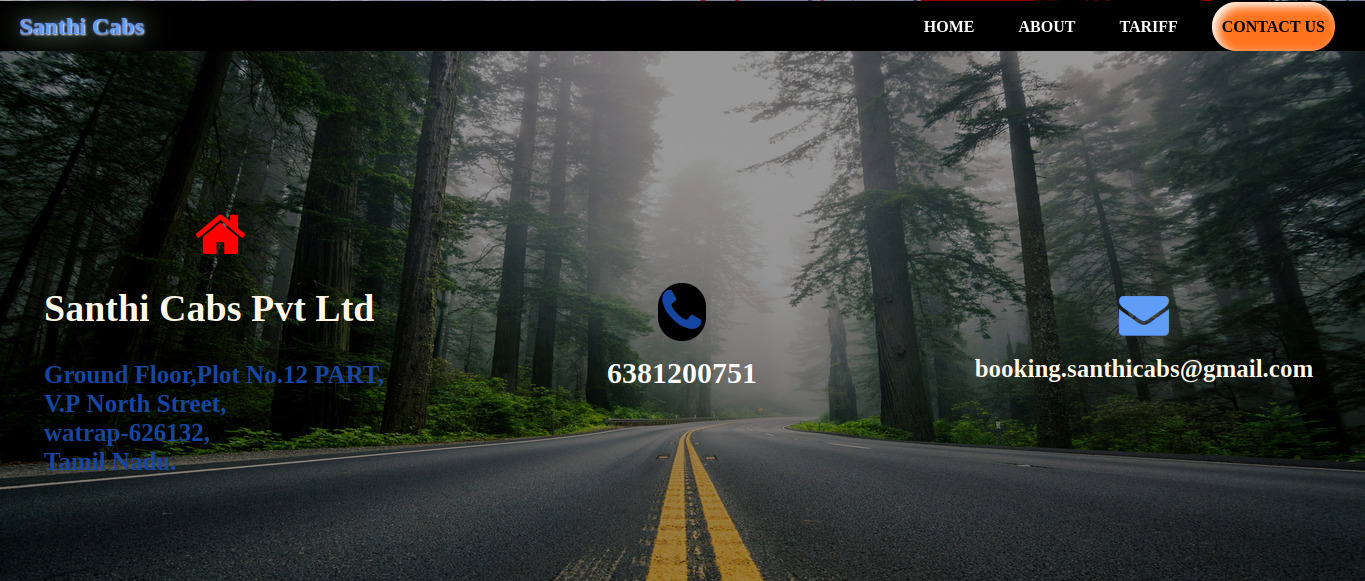 Santhi Cabs
HOME ABOUT TARIFF CONTACT US
Santhi Cabs Pvt Ltd
Ground Floor,Plot No.12 PART,
V.P North Street,
watrap-626132,
Tamil Nadu.
6381200751
booking.santhicabs@gmail.com